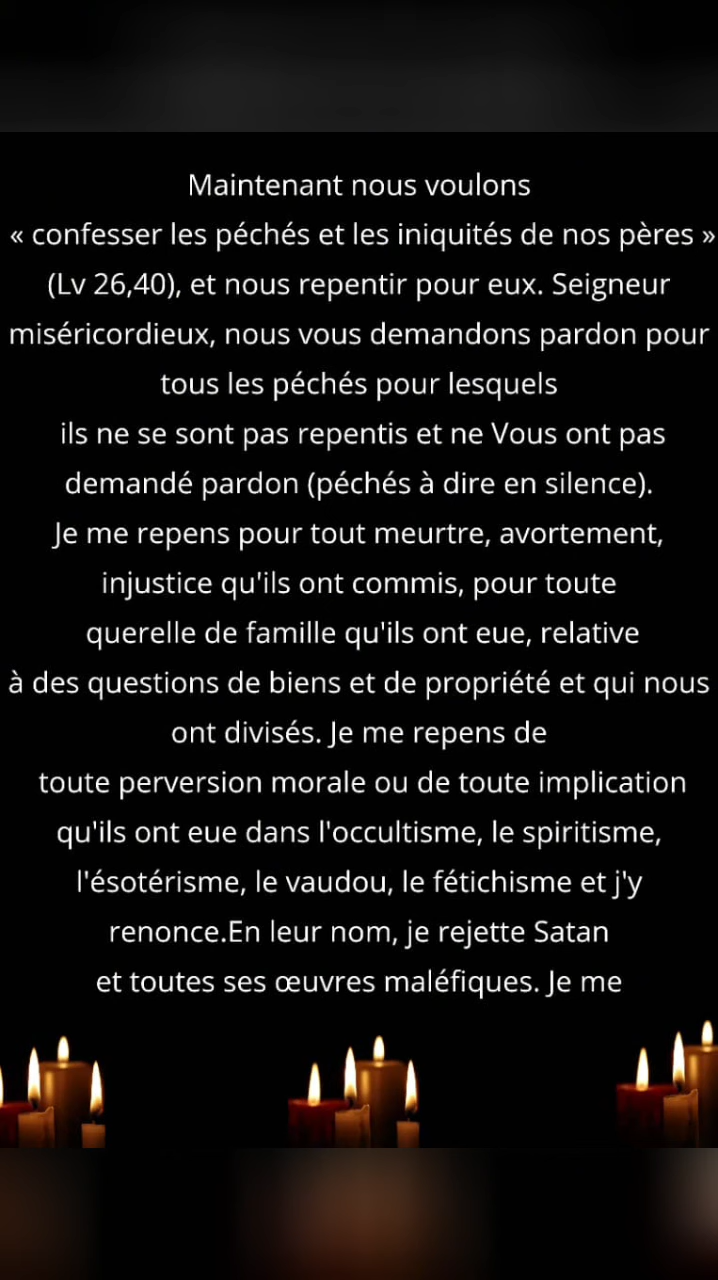 Maintenant nous voulons
« confesser les péchés et les iniquités de nos pères »
(Lv 26,40), et nous repentir pour eux. Seigneur
miséricordieux, nous vous demandons pardon pour
tous les péchés pour lesquels
ils ne se sont pas repentis et ne Vous ont pas
demandé pardon (péchés à dire en silence).
Je me repens pour tout meurtre, avortement,
injustice qu'ils ont commis, pour toute
querelle de famille qu'ils ont eue, relative
à des questions de biens et de propriété et qui nous
ont divisés. Je me repens de
toute perversion morale ou de toute implication
qu'ils ont eue dans l'occultisme, le spiritisme,
l'ésotérisme, le vaudou, le fétichisme et j'y
renonce.En leur nom, je rejette Satan
et toutes ses œuvres maléfiques. Je me